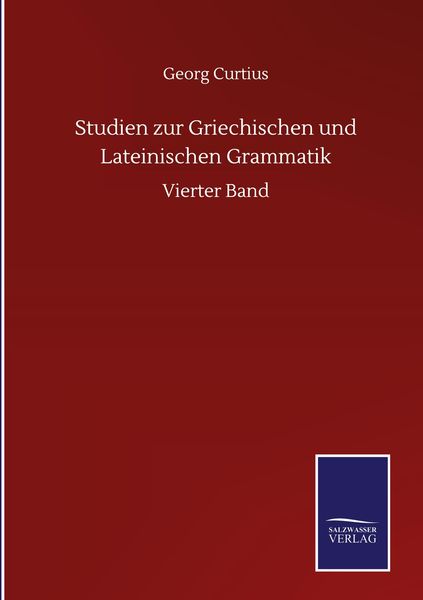 Georg Curtius
Studien zur Griechischen und
Lateinischen Grammatik
Vierter Band
SALZWASSER
VERLAG